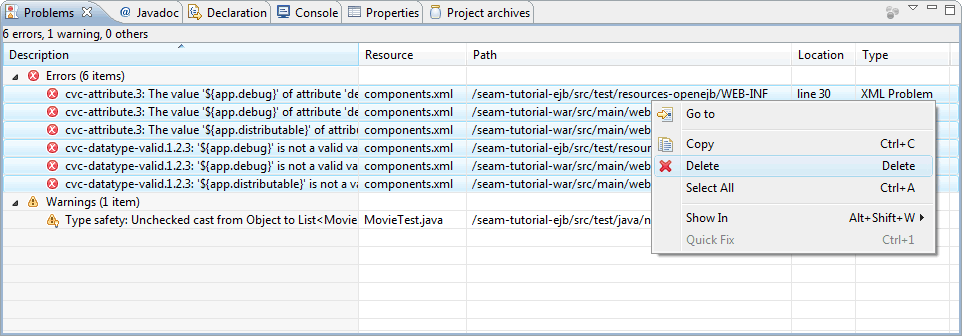 Problems @ Javadoc Declaration Console Properties Project archives
6 errors, 1 warning, 0 others
Description Resource Path Location Type
Errors (6 items)
cvc-attribute.3: The value '${app.debug}' of attribute 'de components.xml /seam-tutorial-ejb/src/test/resources-openejb/WEB-INF line 30 XML Problem
cvc-attribute.3: The value '${app.debug}' of attribute 'de components.xml /seam-tutorial-war/src/main/web
cvc-attribute.3: The value '${app.distributable}' of attrib components.xml /seam-tutorial-war/src/main/web
cvc-datatype-valid.1.2.3: '${app.debug}' is not a valid va components.xml /seam-tutorial-ejb/src/test/resour
cvc-datatype-valid.1.2.3: '${app.debug}' is not a valid va components.xml /seam-tutorial-war/src/main/web
cvc-datatype-valid.1.2.3: '${app.distributable}' is not a va components.xml /seam-tutorial-war/src/main/web
Warnings (1 item)
Type safety: Unchecked cast from Object to List<Movie MovieTest.java /seam-tutorial-ejb/src/test/java/n
Go to
Copy Ctrl+C
Delete Delete
Select All Ctrl+A
Show In Alt+Shift+W
Quick Fix Ctrl+1